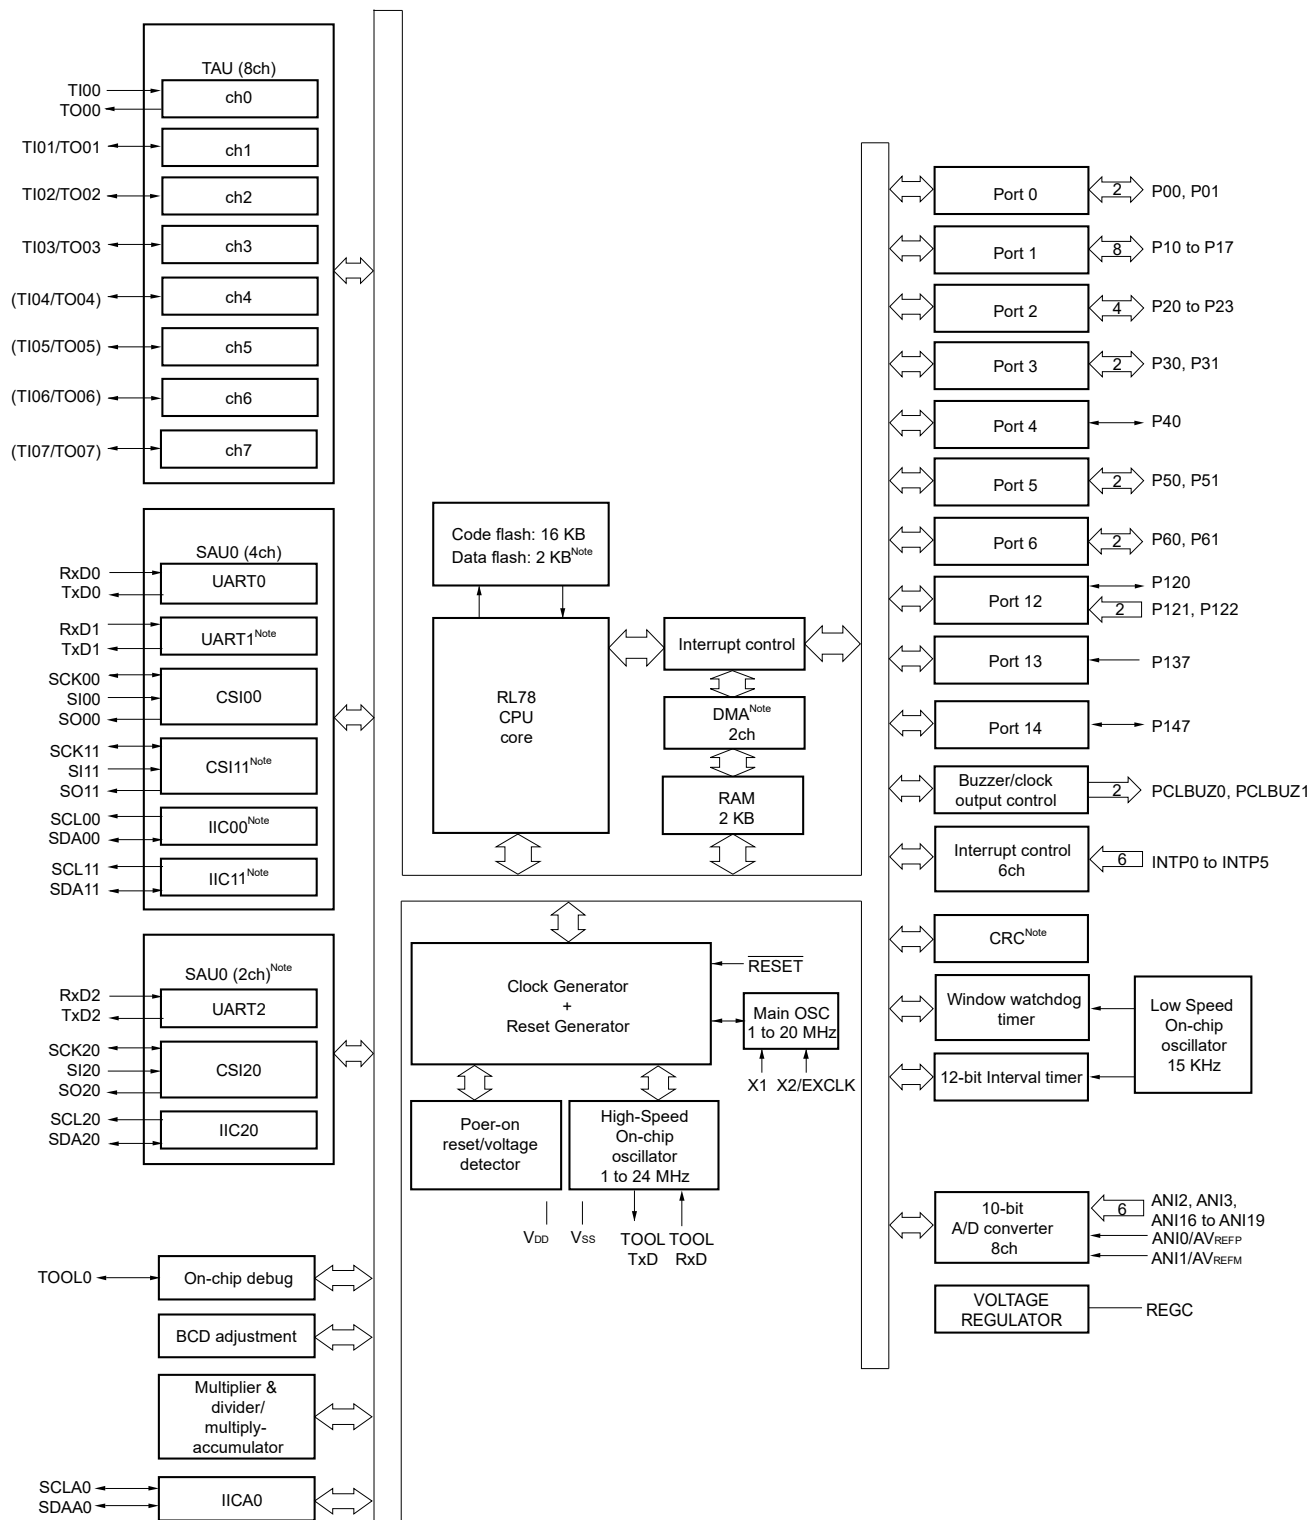 TAU (8ch)
TI00
TO00
ch0
TI01/TO01
ch1
TI02/TO02
ch2
TI03/TO03
ch3
(TI04/TO04)
ch4
(TI05/TO05)
ch5
(TI06/TO06)
ch6
(TI07/TO07)
ch7
SAU0 (4ch)
RxD0
TxD0
UART0
RxD1
TxD1
UART1Note
SCK00
SI00
SO00
CSI00
SCK11
SI11
SO11
CSI11Note
SCL00
SDA00
IIC00Note
SCL11
SDA11
IIC11Note
SAU0 (2ch)Note
RxD2
TxD2
UART2
SCK20
SI20
SO20
CSI20
SCL20
SDA20
IIC20
TOOL0
On-chip debug
BCD adjustment
Multiplier &
divider/
multiply-
accumulator
SCLA0
SDAA0
IICA0
Code flash: 16 KB
Data flash: 2 KBNote
RL78
CPU
core
Interrupt control
DMANote
2ch
RAM
2 KB
Clock Generator
+
Reset Generator
RESET
Main OSC
1 to 20 MHz
X1 X2/EXCLK
Poer-on
reset/voltage
detector
High-Speed
On-chip
oscillator
1 to 24 MHz
VDD
VSS
TOOL
TxD
TOOL
RxD
Port 0
2
P00, P01
Port 1
8
P10 to P17
Port 2
4
P20 to P23
Port 3
2
P30, P31
Port 4
P40
Port 5
2
P50, P51
Port 6
2
P60, P61
Port 12
P120
2
P121, P122
Port 13
P137
Port 14
P147
Buzzer/clock
output control
2
PCLBUZ0, PCLBUZ1
Interrupt control
6ch
6
INTP0 to INTP5
CRCNote
Window watchdog
timer
12-bit Interval timer
Low Speed
On-chip
oscillator
15 KHz
10-bit
A/D converter
8ch
6
ANI2, ANI3,
ANI16 to ANI19
ANI0/AVREFP
ANI1/AVREFM
VOLTAGE
REGULATOR
REGC